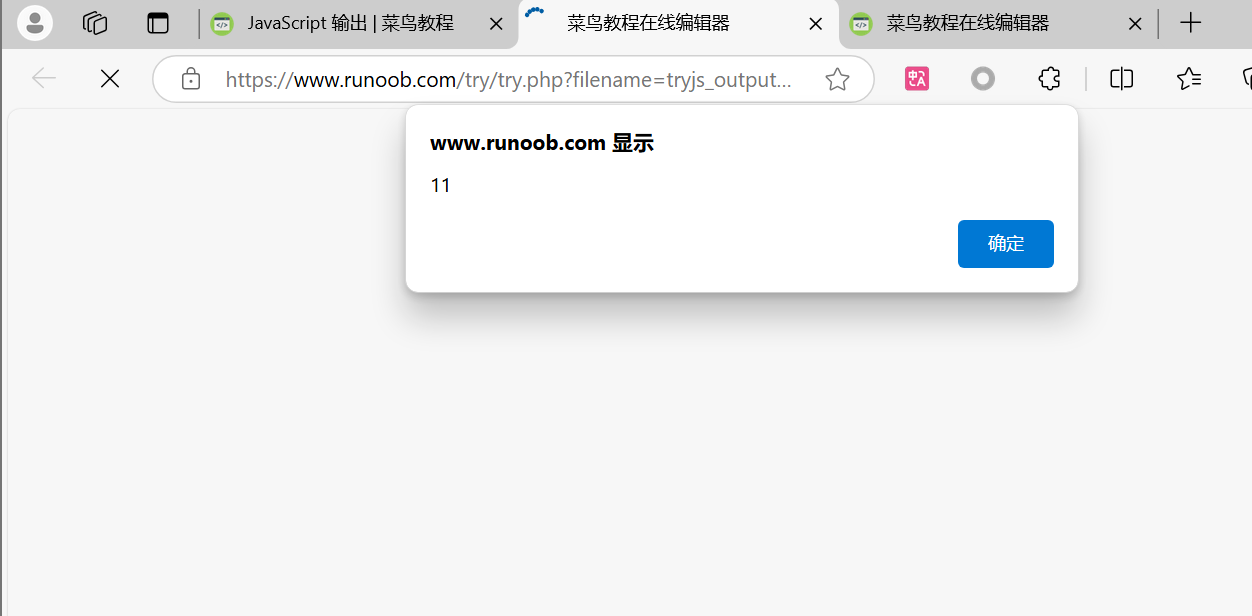 JavaScript 输出 | 菜鸟教程
菜鸟教程在线编辑器
菜鸟教程在线编辑器
https://www.runoob.com/try/try.php?filename=tryjs_output...
www.runoob.com 显示
11
确定